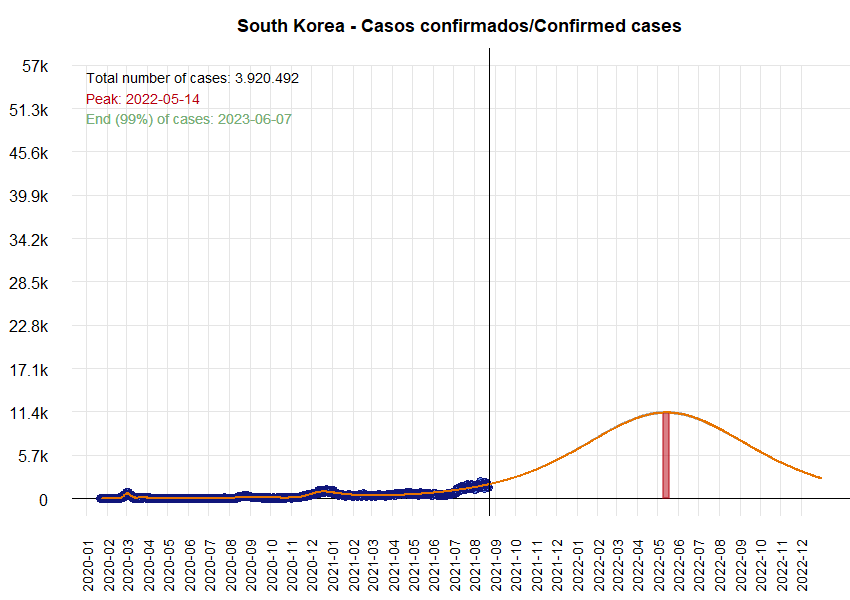 South Korea - Casos confirmados/Confirmed cases
57k
Total number of cases: 3.920.492
Peak: 2022-05-14
51.3k
End (99%) of cases: 2023-06-07
45.6k
39.9k
34.2k
28.5k
22.8k
17.1k
11.4k
5.7k
0
2020-01
2020-02
2020-03
2020-04
2020-05
2020-06
2020-07
2020-08
2020-09
2020-10
2020-11
2020-12
2021-01
2021-02
2021-03
2021-04
2021-05
2021-06
2021-07
2021-08
2021-09
2021-10
2021-11
2021-12
2022-01
2022-02
2022-03
2022-04
2022-05
2022-06
2022-07
2022-08
2022-09
2022-10
2022-11
2022-12